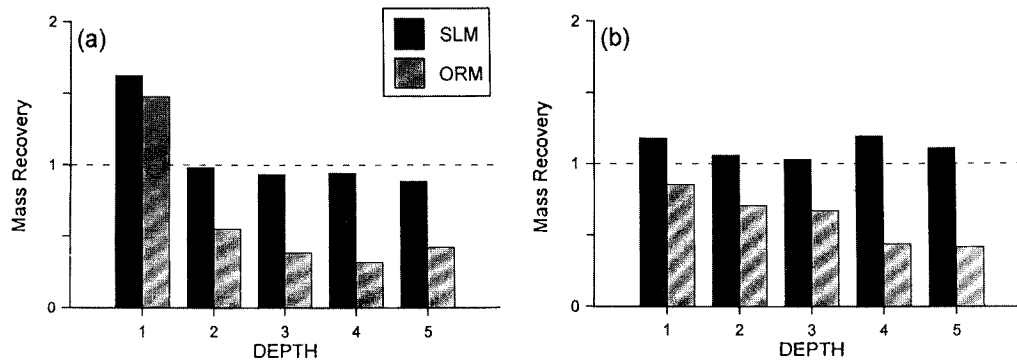 (a)
2
1
0
Mass Recovery
SLM
ORM
1 2 3 4 5
DEPTH
(b)
2
1
0
Mass Recovery
1 2 3 4 5
DEPTH